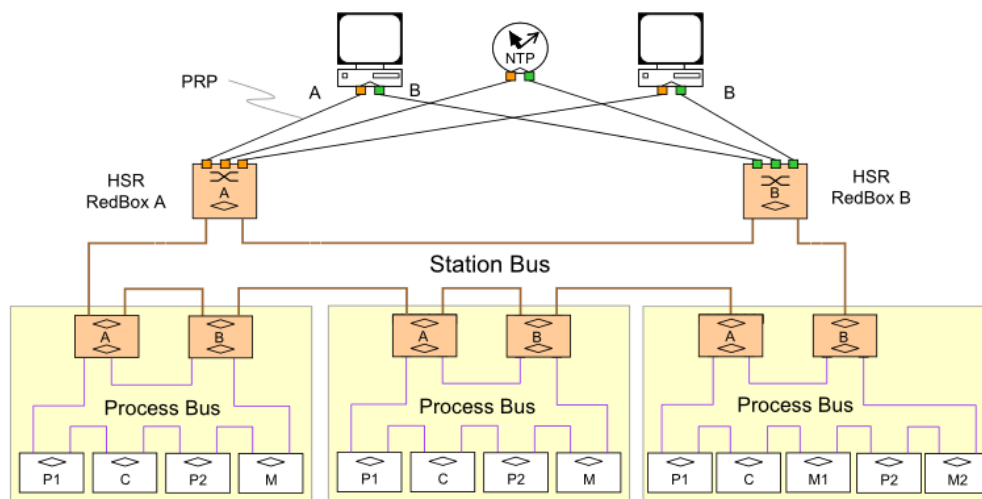 NTP
PRP
A
B
B
HSR
RedBox A
A
B
HSR
RedBox B
Station Bus
A
B
A
B
A
B
Process Bus
Process Bus
Process Bus
P1
C
P2
M
P1
C
P2
M
P1
C
M1
P2
M2